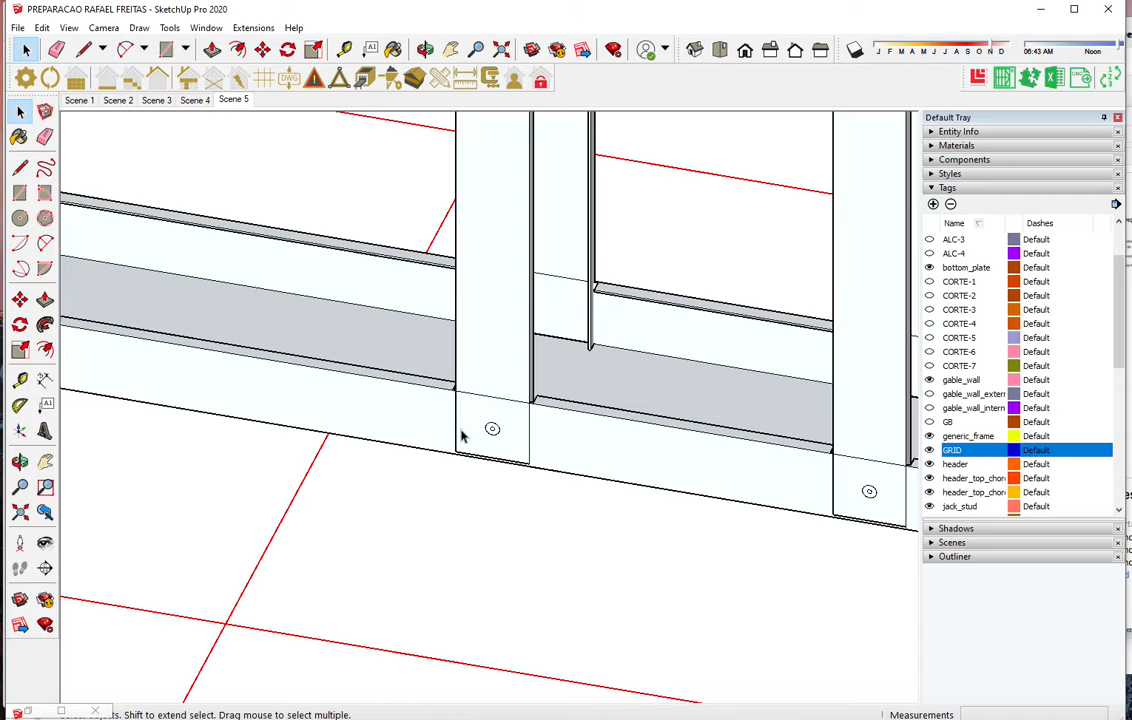 PREPARACAO RAFAEL FREITAS - SketchUp Pro 2020
File Edit Camera Draw Tools Window Extensions Help
J F M A M J J A S O N D 06:43 AM Noon
Scene 1 Scene 2 Scene 3 Scene 4 Scene 5
Default Tray
Entity Info
Materials
Components
Styles
Tags
Name Dashes
ALC-3 Default
ALC-4 Default
bottom_plate Default
CORTE-1 Default
CORTE-2 Default
CORTE-3 Default
CORTE-4 Default
CORTE-5 Default
CORTE-6 Default
CORTE-7 Default
gable_wall Default
gable_wall_extern Default
gable_wall_intern Default
GB Default
generic_frame Default
GRID Default
header Default
header_top_chor Default
header_top_chor Default
jack_stud Default
Shadows
Scenes
Outliner
objects. Shift to extend select. Drag mouse to select multiple.
Measurements